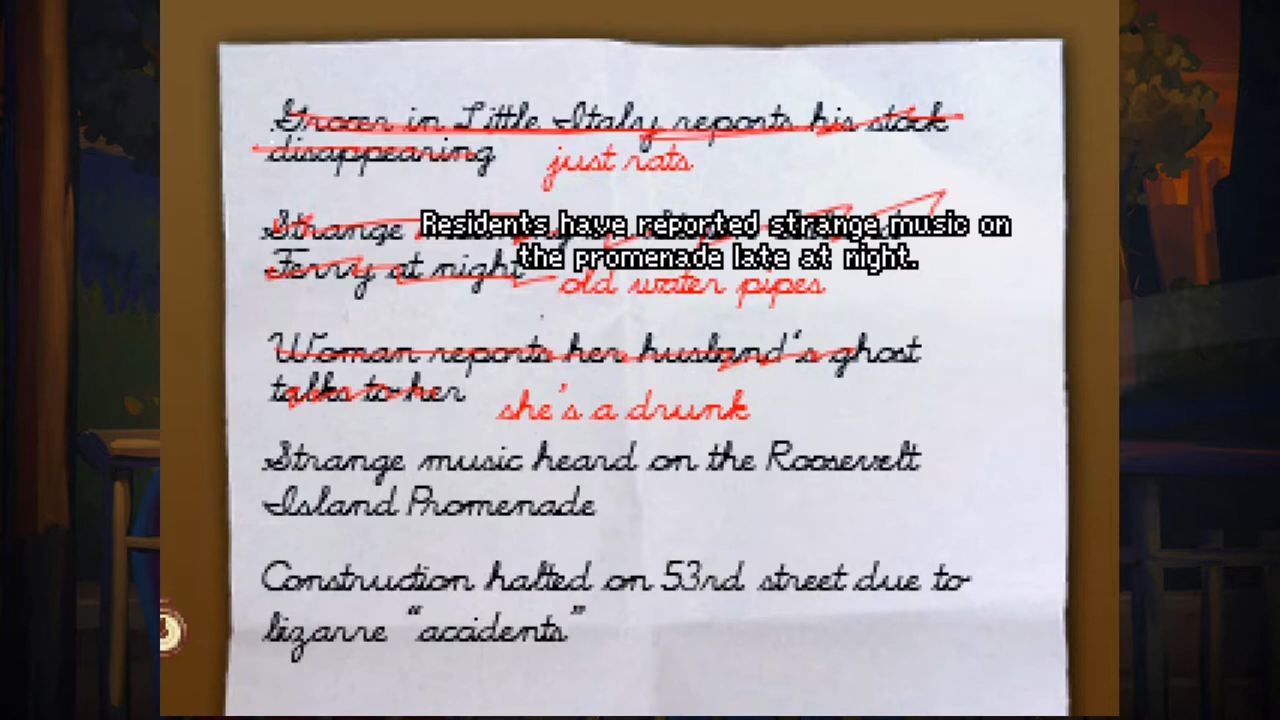 Grocer in Little Italy reports his stock
disappearing just rats
Strange
Residents have reported strange music on
the promenade late at night.
Ferry at night
old water pipes
Woman reports her husband's ghost
talks to her
she's a drunk
Strange music heard on the Roosevelt
Island Promenade
Construction halted on 53rd street due to
bizarre “accidents”